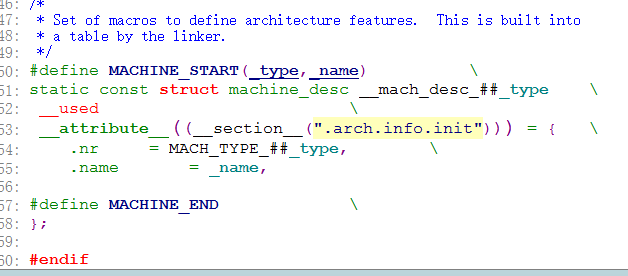 46: /*
47:  * Set of macros to define architecture features.  This is built into
48:  * a table by the linker.
49:  */
50: #define MACHINE_START(_type,_name) \
51: static const struct machine_desc __mach_desc_##_type \
52:  __used \
53:  __attribute__((__section__(".arch.info.init"))) = { \
54:     .nr = MACH_TYPE_##_type, \
55:     .name = _name,
56:
57: #define MACHINE_END \
58: };
59:
60: #endif